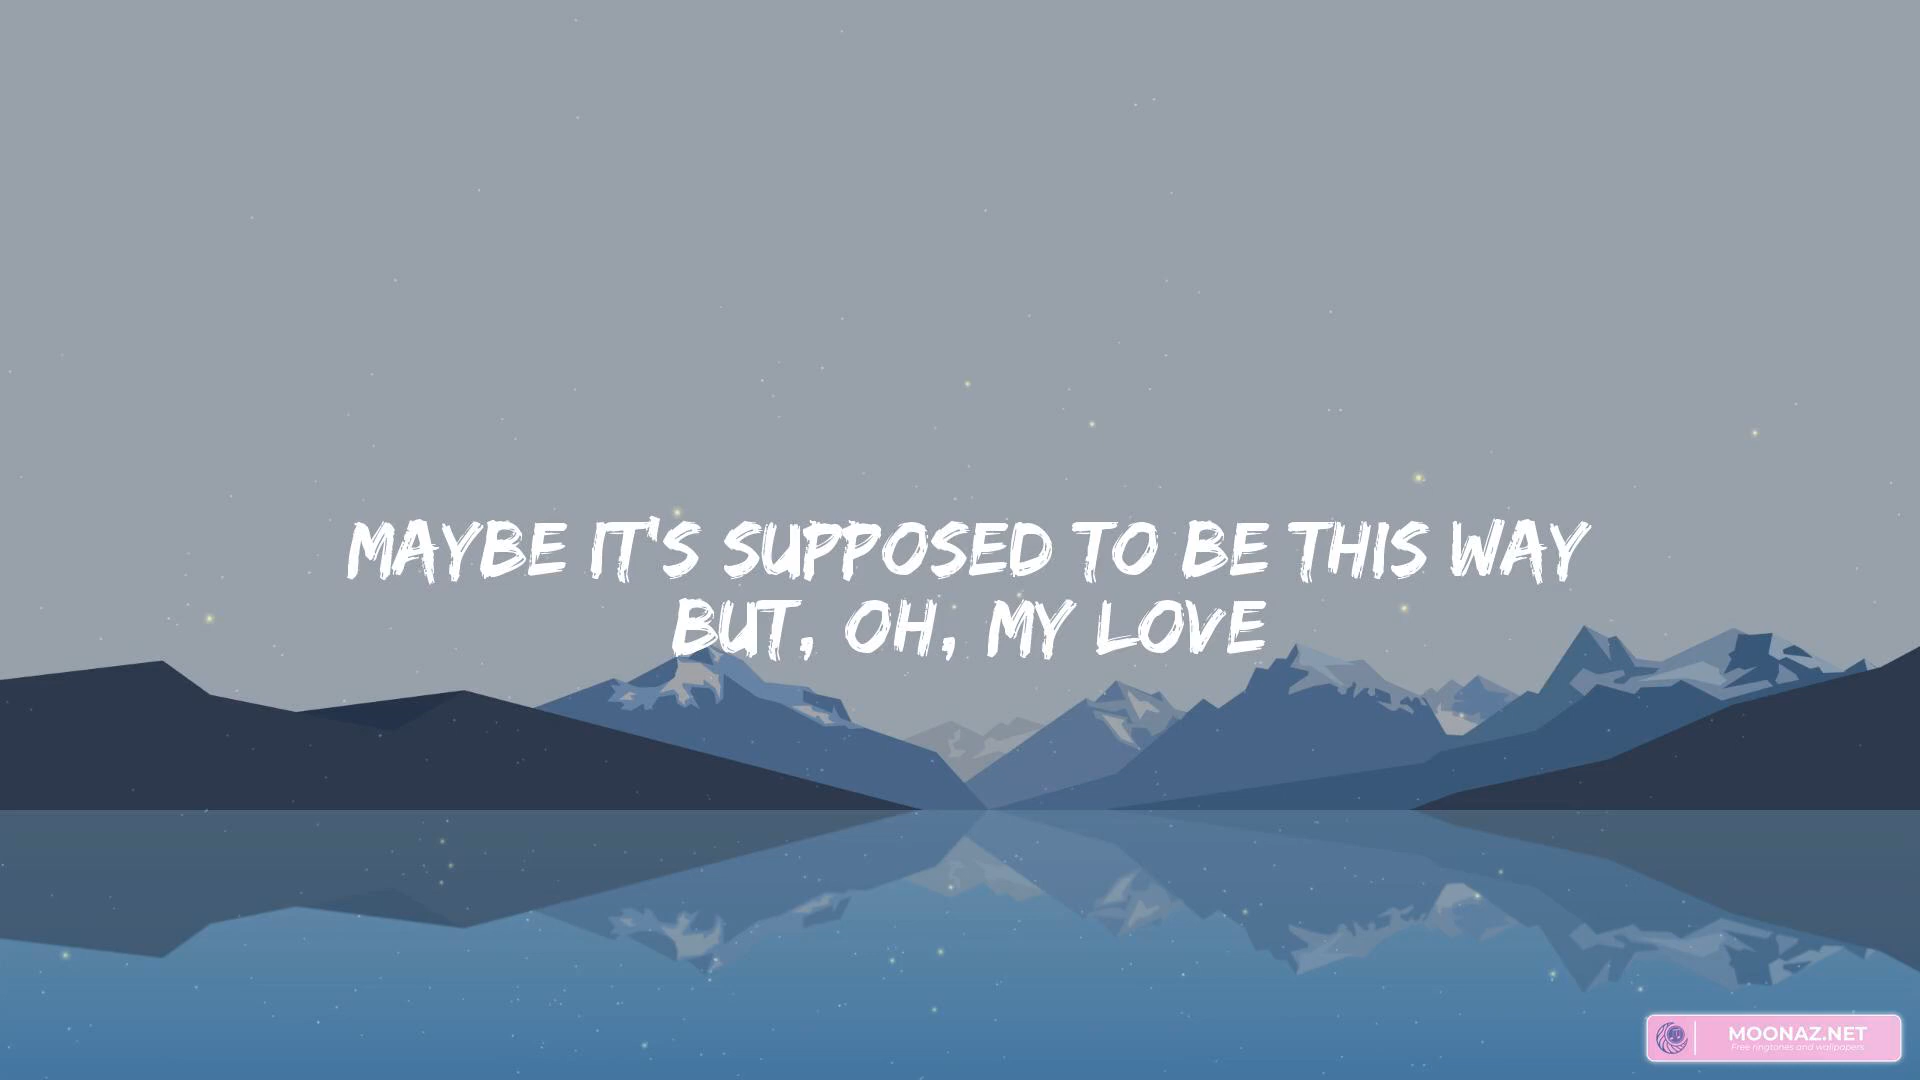 MAYBE IT'S SUPPOSED TO BE THIS WAY
BUT, OH, MY LOVE
MOONAZ.NET
Free ringtones and wallpapers